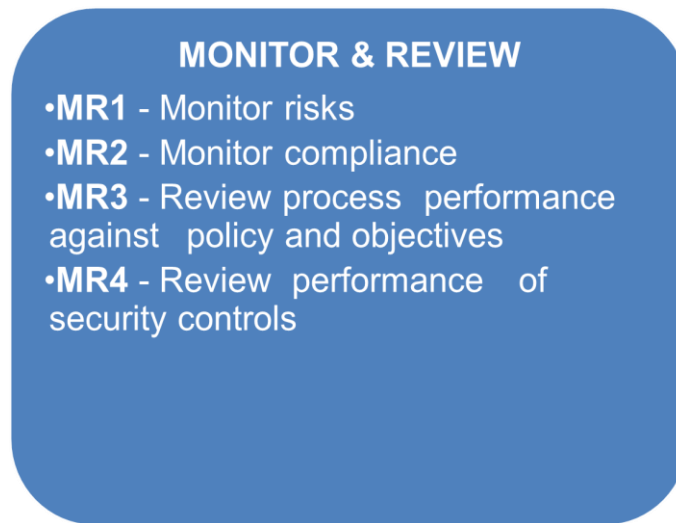 MONITOR & REVIEW
•MR1 - Monitor risks
•MR2 - Monitor compliance
•MR3 - Review process performance
against policy and objectives
•MR4 - Review performance of
security controls